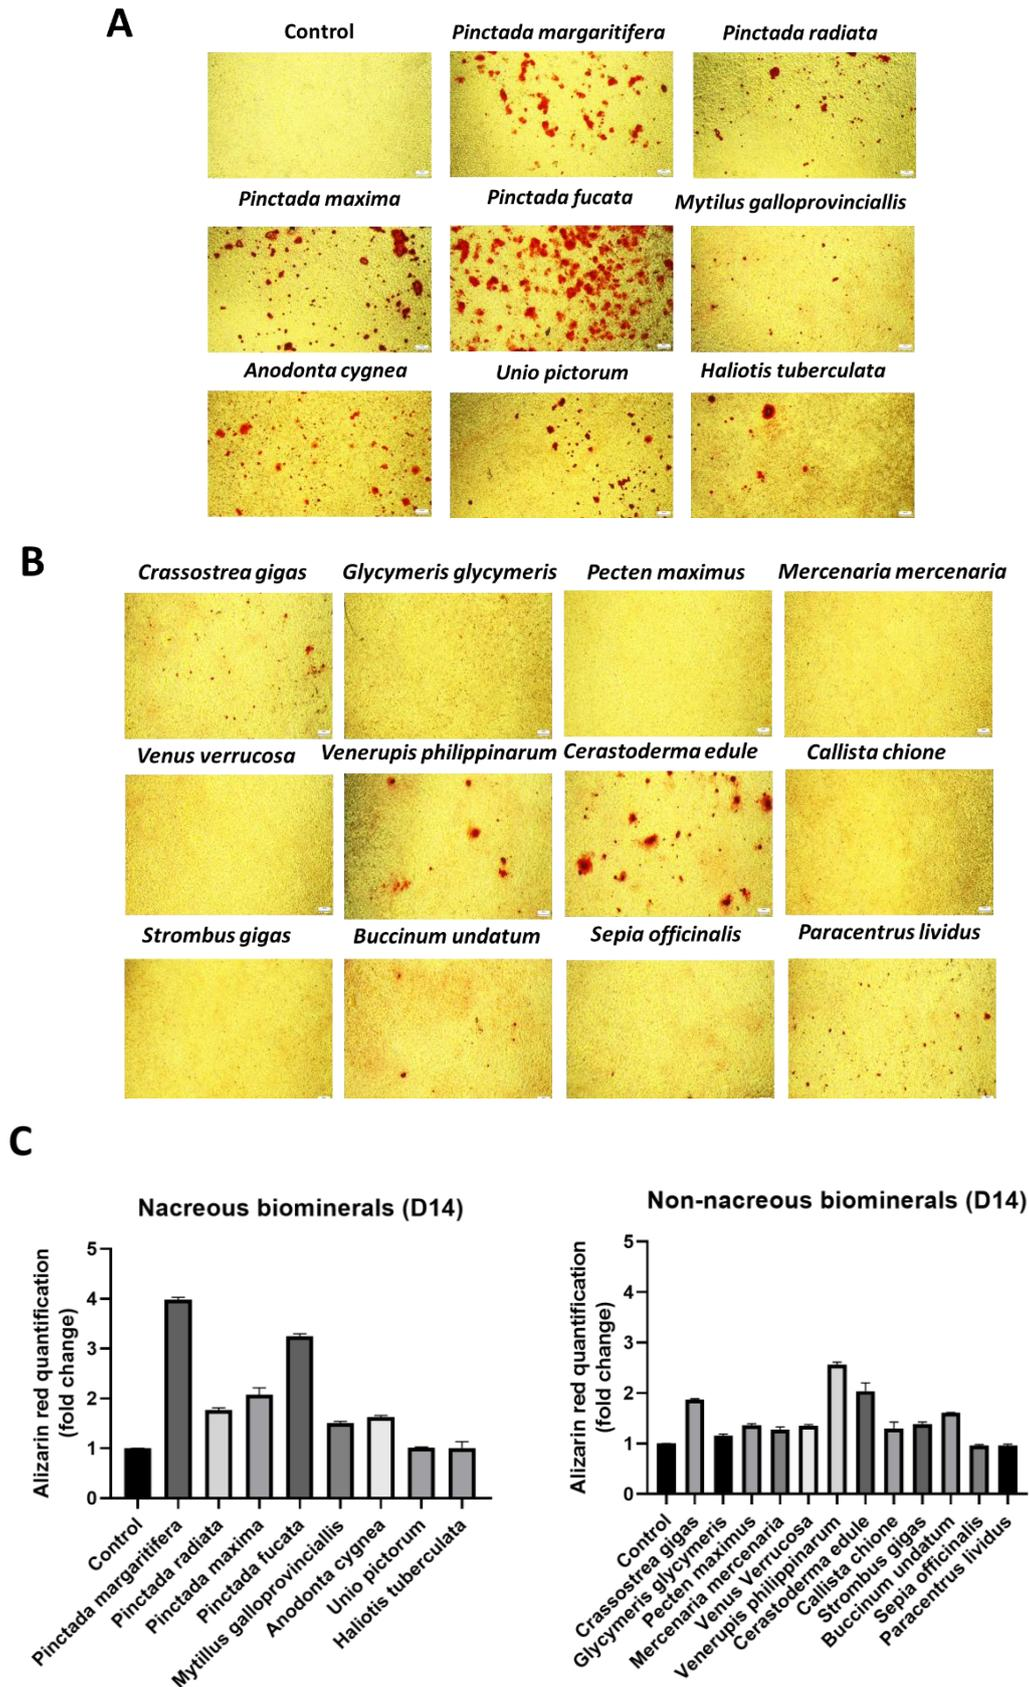 A
Control
Pinctada margaritifera
Pinctada radiata
Pinctada maxima
Pinctada fucata
Mytilus galloprovinciallis
Anodonta cygnea
Unio pictorum
Haliotis tuberculata
B
Crassostrea gigas
Glycymeris glycymeris
Pecten maximus
Mercenaria mercenaria
Venus verrucosa
Venerupis philippinarum
Cerastoderma edule
Callista chione
Strombus gigas
Buccinum undatum
Sepia officinalis
Paracentrus lividus
C
Nacreous biominerals (D14)
Alizarin red quantification
(fold change)
5
4
3
2
1
0
Control
Pinctada margaritifera
Pinctada radiata
Pinctada maxima
Pinctada fucata
Mytillus galloprovincillis
Anodonta cygnea
Unio pictorum
Haliotis tuberculata
Non-nacreous biominerals (D14)
Alizarin red quantification
(fold change)
5
4
3
2
1
0
Control
Crassostrea gigas
Glycymeris glycymeris
Pecten maximus
Mercenaria mercenaria
Venus Verrucosa
Venerupis philippinarum
Cerastoderma edule
Callista chione
Strombus gigas
Buccinum undatum
Sepia officinalis
Paracentrus lividus